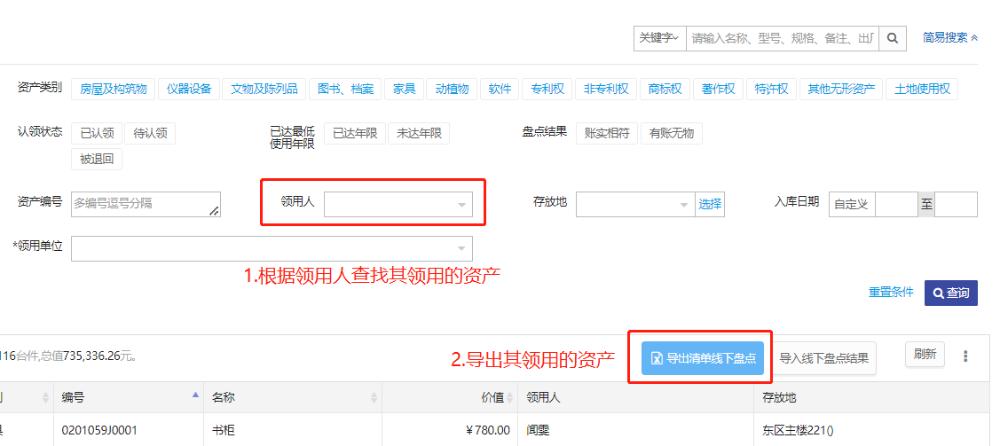 关键字 请输入名称、型号、规格、备注、出厂 简易搜索
资产类别 房屋及构筑物 仪器设备 文物及陈列品 图书、档案 家具 动植物 软件 专利权 非专利权 商标权 著作权 特许权 其他无形资产 土地使用权
认领状态 已认领 待认领 已达最低 已达年限 未达年限 盘点结果 账实相符 有账无物
使用年限
被退回
资产编号 多编号逗号分隔 领用人 存放地 选择 入库日期 自定义 至
*领用单位
1.根据领用人查找其领用的资产
重置条件 查询
116台件,总值735,336.26元。 2.导出其领用的资产 导出清单线下盘点 导入线下盘点结果 刷新
编号 名称 价值 领用人 存放地
0201059J0001 书柜 ￥780.00 闻雯 东区主楼221()